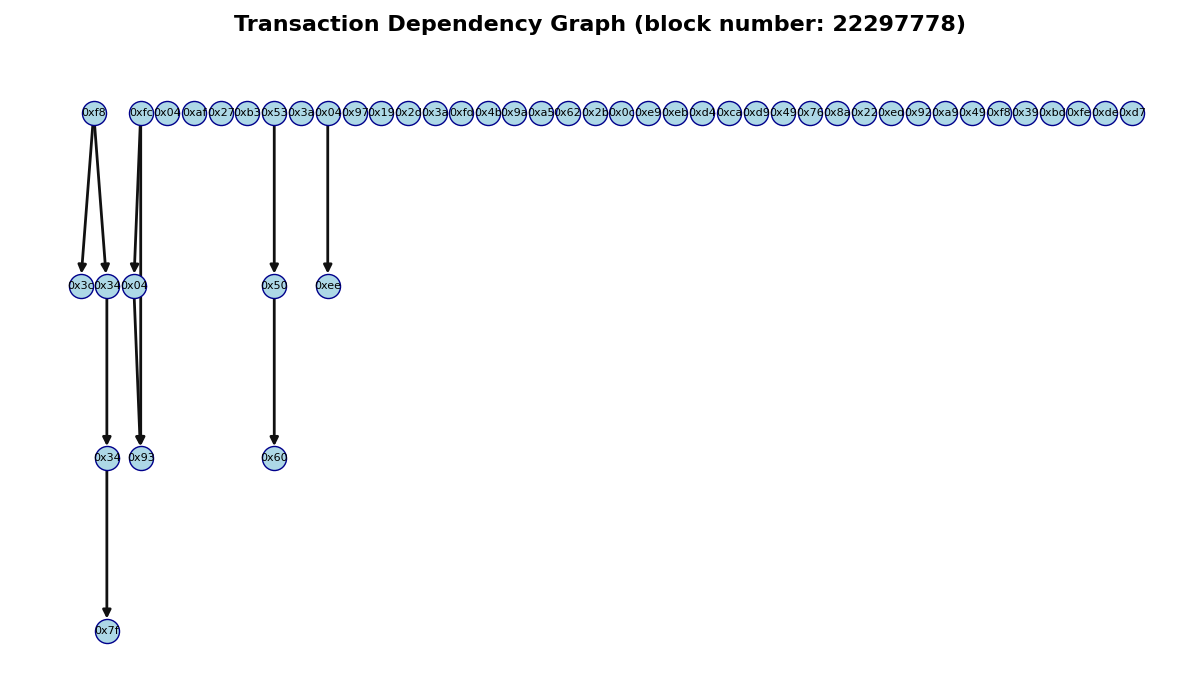 Transaction Dependency Graph (block number: 22297778)
0xf8 0xfc 0x04 0xaf 0x27 0xb3 0x53 0x3a 0x04 0x97 0x19 0x2d 0x3a 0xfd 0x4b 0x9a 0xa5 0x62 0x2b 0x0c 0xe9 0xeb 0xd4 0xca 0xd9 0x49 0x76 0x8a 0x22 0xed 0x92 0xa9 0x49 0xf8 0x39 0xbd 0xfe 0xde 0xd7
0x3c 0x34 0x04 0x50 0xee
0x34 0x93 0x60
0x7f